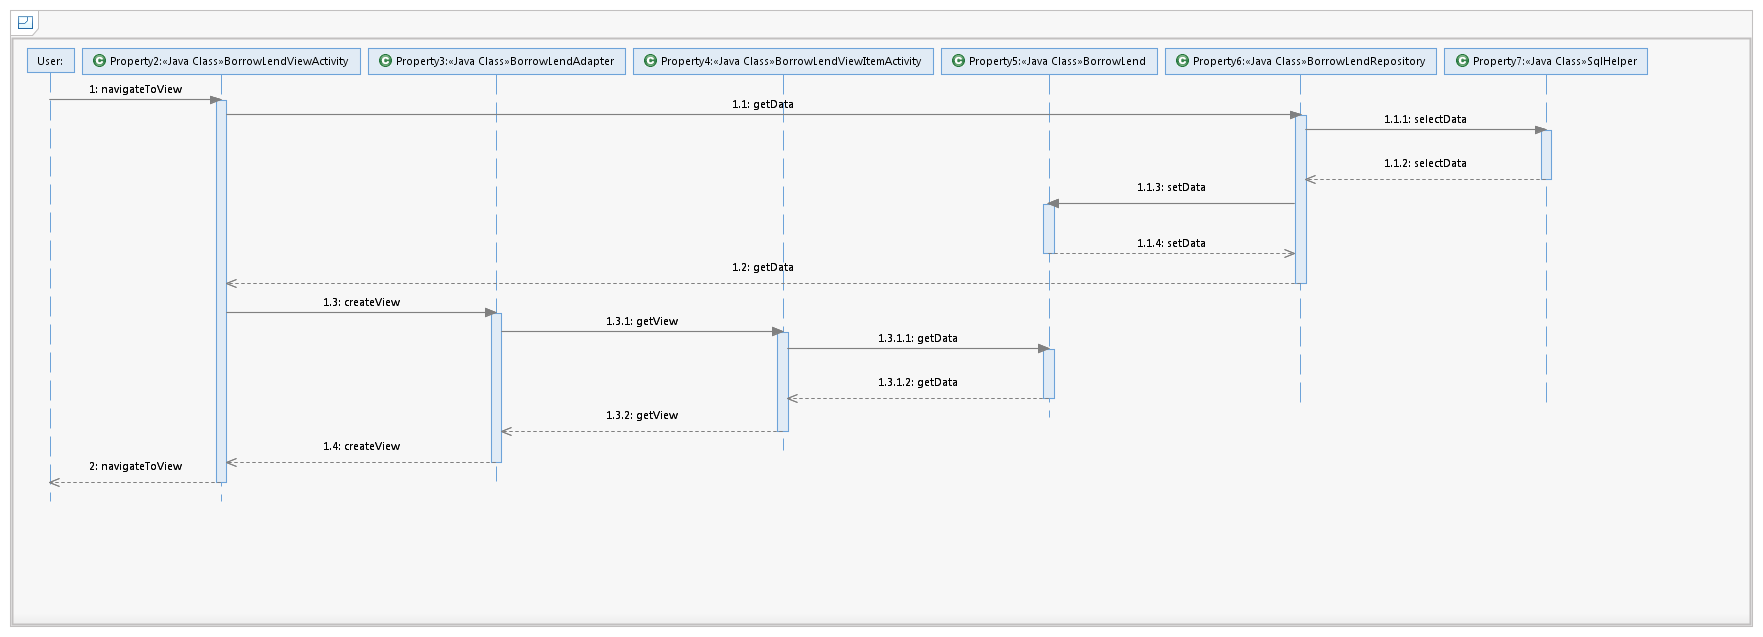 User:
C Property2:«Java Class»BorrowLendViewActivity
C Property3:«Java Class»BorrowLendAdapter
C Property4:«Java Class»BorrowLendViewItemActivity
C Property5:«Java Class»BorrowLend
C Property6:«Java Class»BorrowLendRepository
C Property7:«Java Class»SqlHelper
1: navigateToView
1.1: getData
1.1.1: selectData
1.1.2: selectData
1.1.3: setData
1.1.4: setData
1.2: getData
1.3: createView
1.3.1: getView
1.3.1.1: getData
1.3.1.2: getData
1.3.2: getView
1.4: createView
2: navigateToView